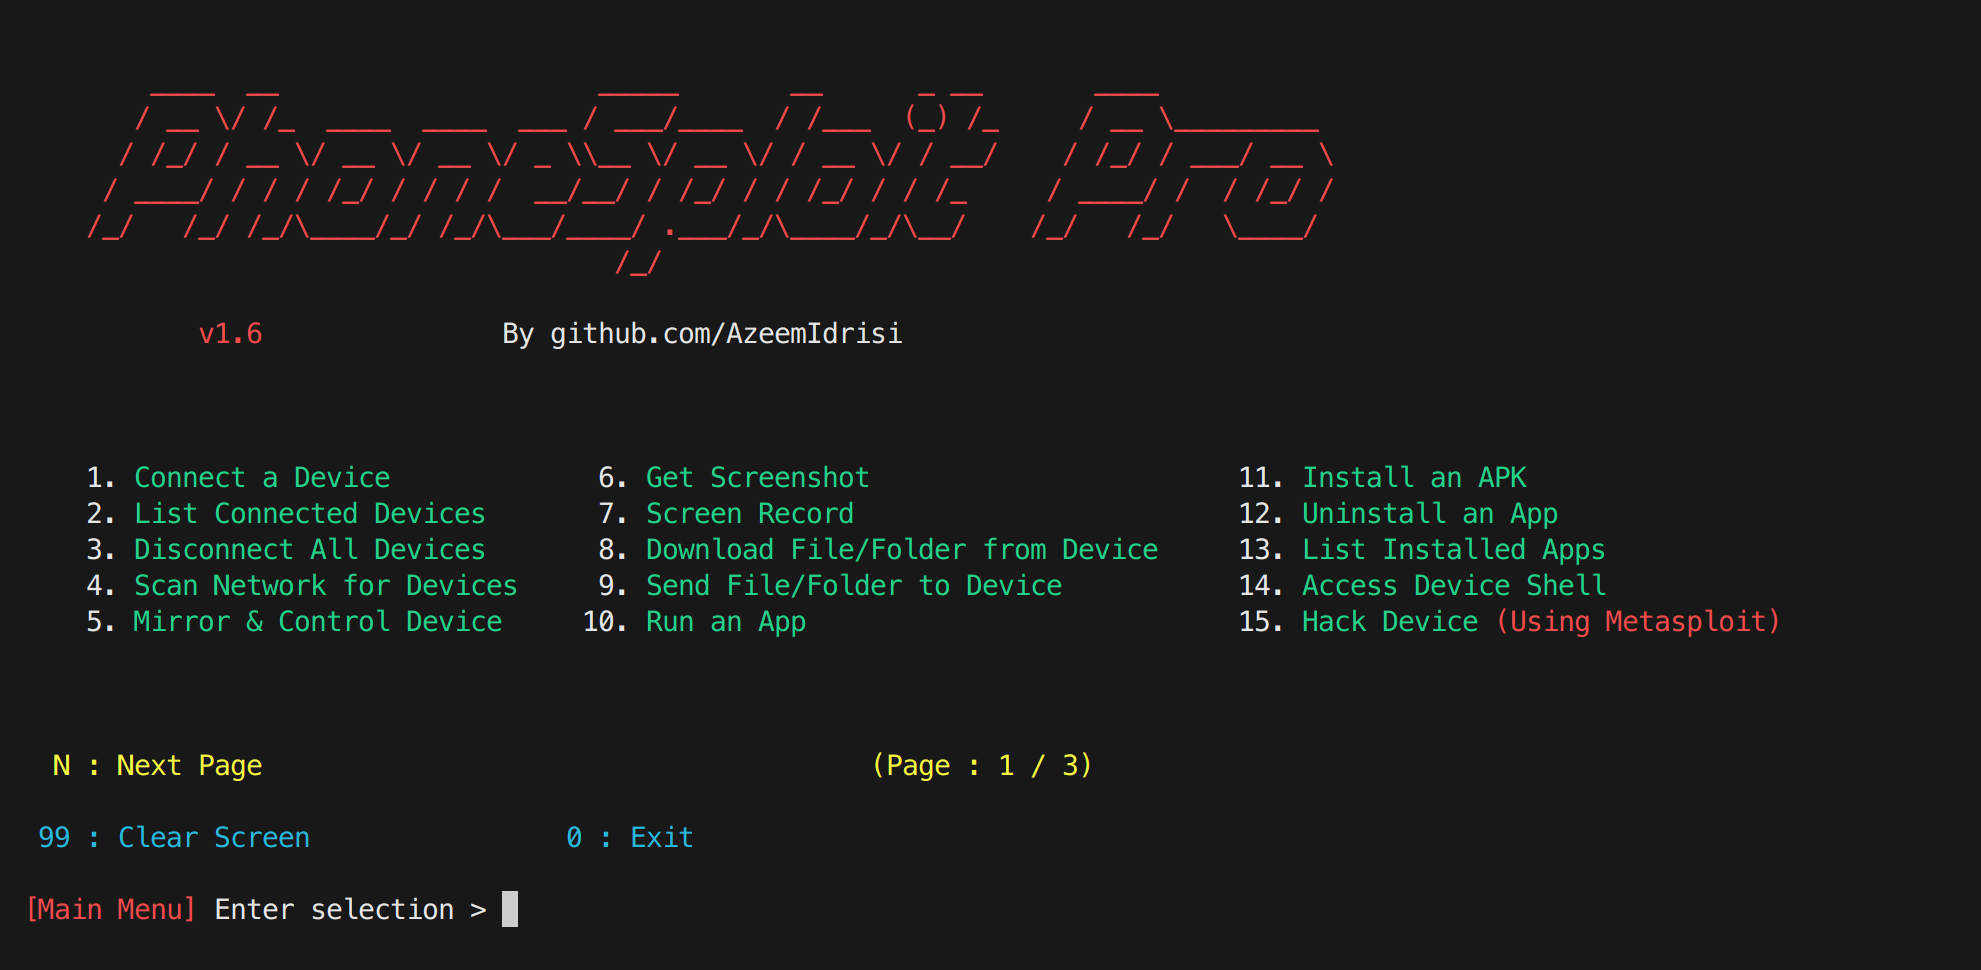 PhoneSploit Pro
v1.6 By github.com/AzeemIdrisi
1. Connect a Device 6. Get Screenshot 11. Install an APK
2. List Connected Devices 7. Screen Record 12. Uninstall an App
3. Disconnect All Devices 8. Download File/Folder from Device 13. List Installed Apps
4. Scan Network for Devices 9. Send File/Folder to Device 14. Access Device Shell
5. Mirror & Control Device 10. Run an App 15. Hack Device (Using Metasploit)
N : Next Page (Page : 1 / 3)
99 : Clear Screen 0 : Exit
[Main Menu] Enter selection >